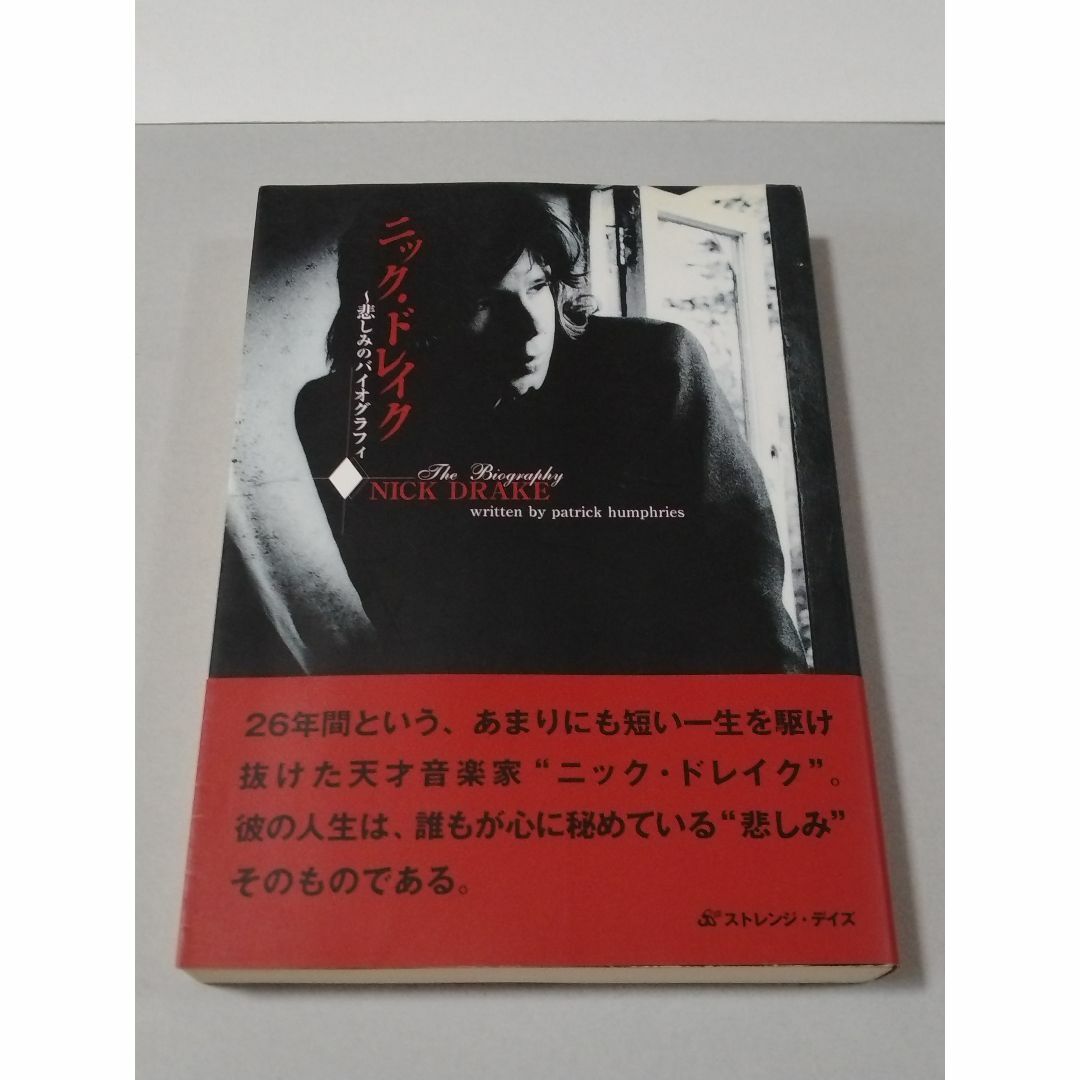 ニック・ドレイク
~悲しみのバイオグラフィ
The Biography
NICK DRAKE
written by patrick humphries
26年間という、あまりにも短い一生を駆け
抜けた天才音楽家“ニック・ドレイク”。
彼の人生は、誰もが心に秘めている“悲しみ”
そのものである。
ストレンジ・デイズ